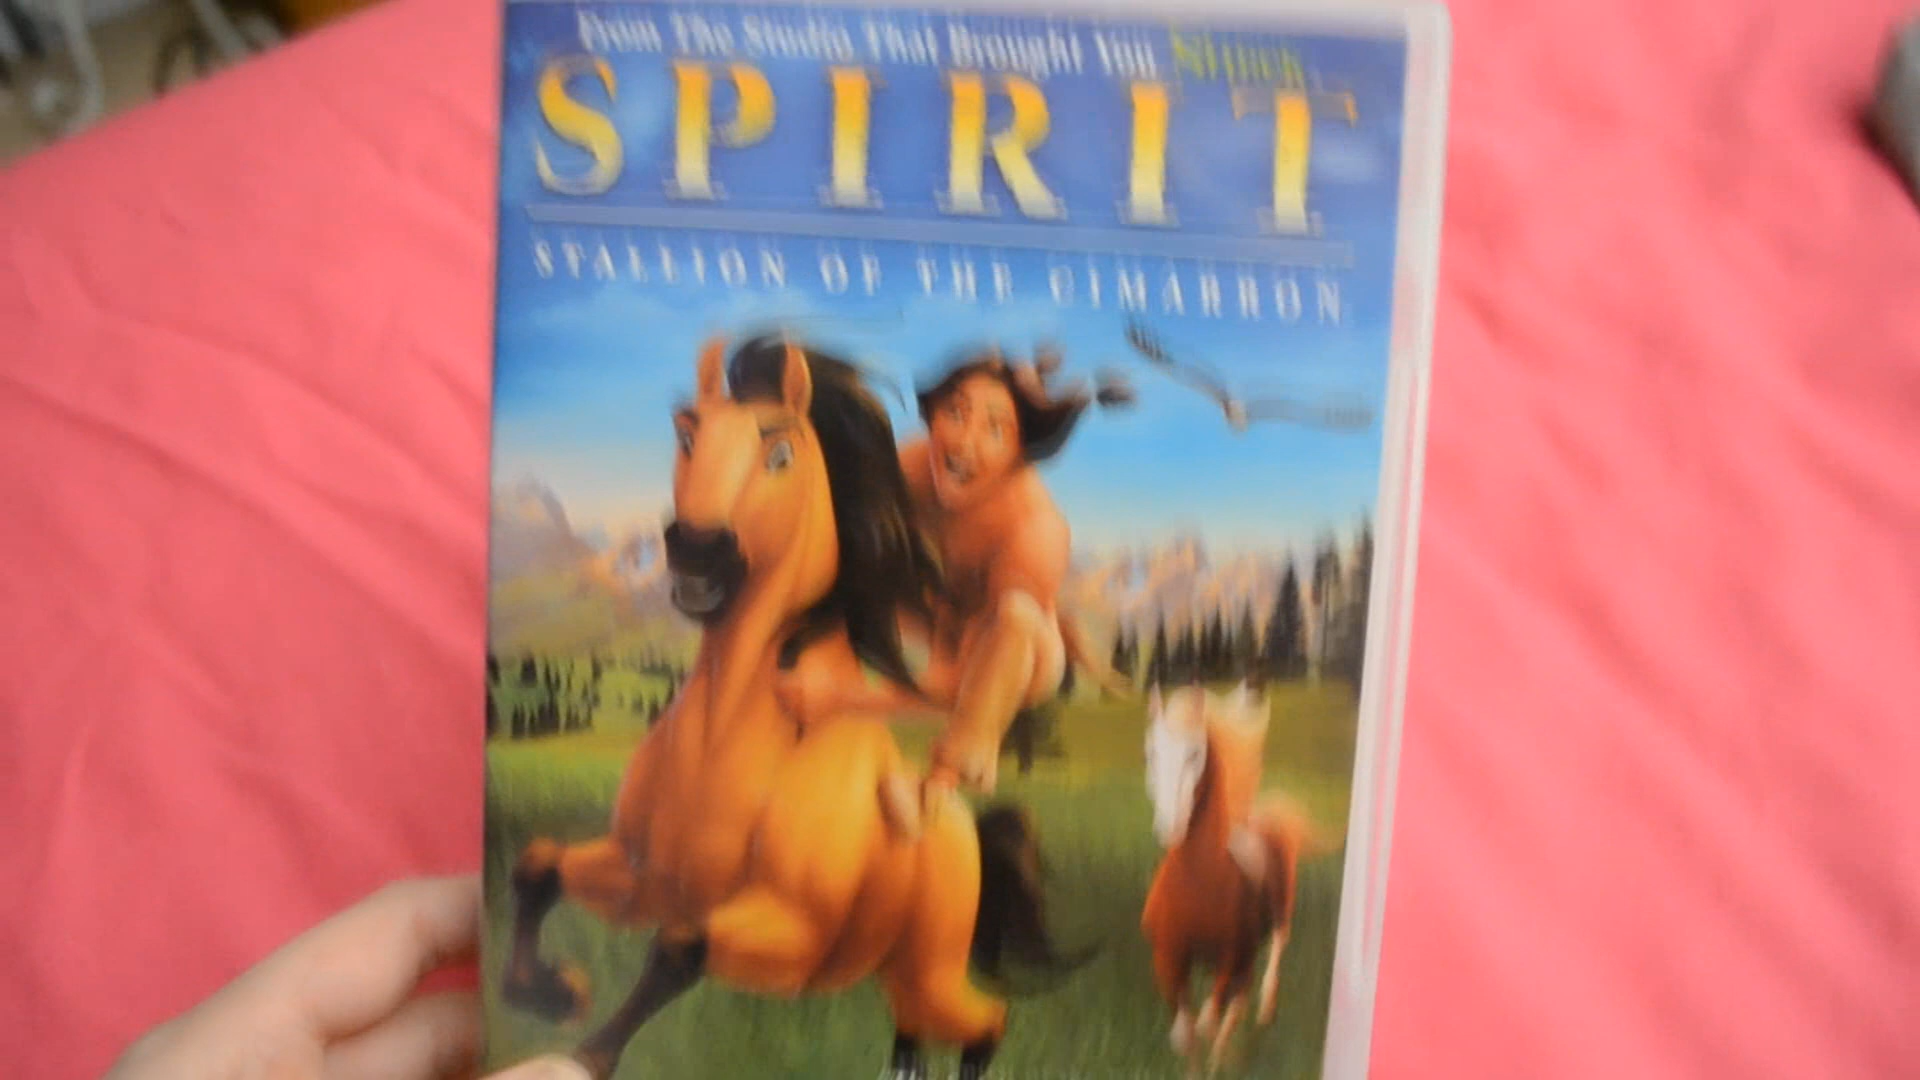 From The Studio That Brought You Shrek
SPIRIT
STALLION OF THE CIMARRON